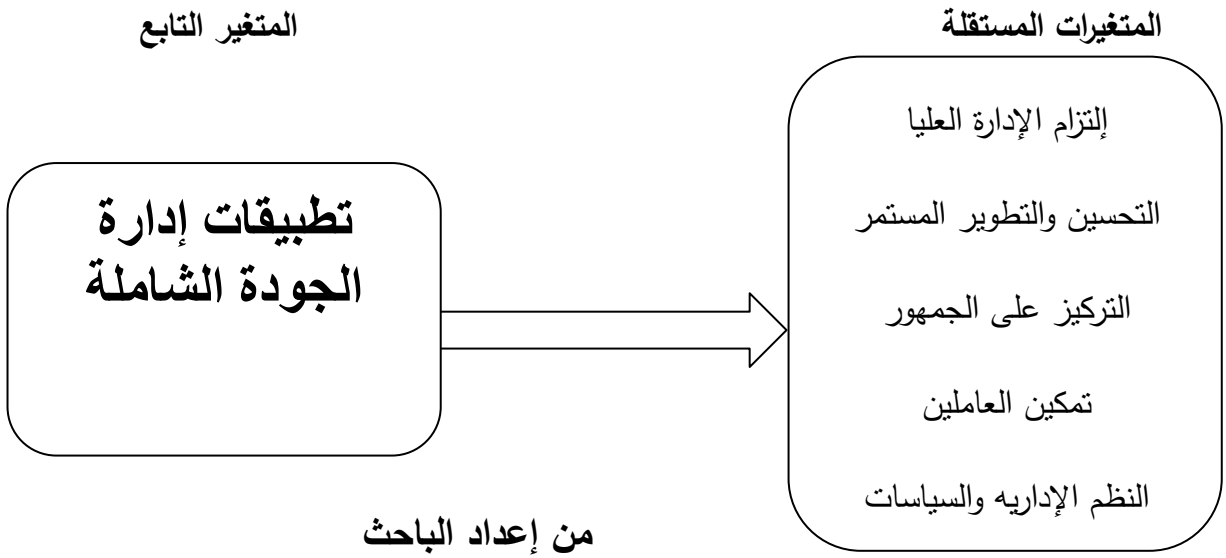 المتغيرات المستقلة
المتغير التابع
إلتزام الإدارة العليا
التحسين والتطوير المستمر
التركيز على الجمهور
تمكين العاملين
النظم الإداريه والسياسات
تطبيقات إدارة
الجودة الشاملة
من إعداد الباحث